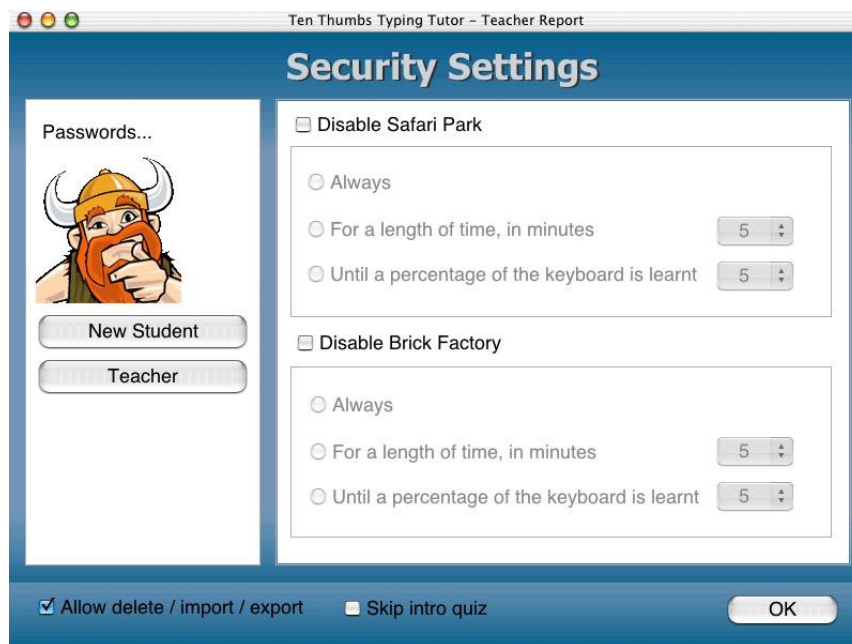 Ten Thumbs Typing Tutor – Teacher Report
Security Settings
Passwords...
New Student
Teacher
Disable Safari Park
Always
For a length of time, in minutes 5
Until a percentage of the keyboard is learnt 5
Disable Brick Factory
Always
For a length of time, in minutes 5
Until a percentage of the keyboard is learnt 5
Allow delete / import / export
Skip intro quiz
OK